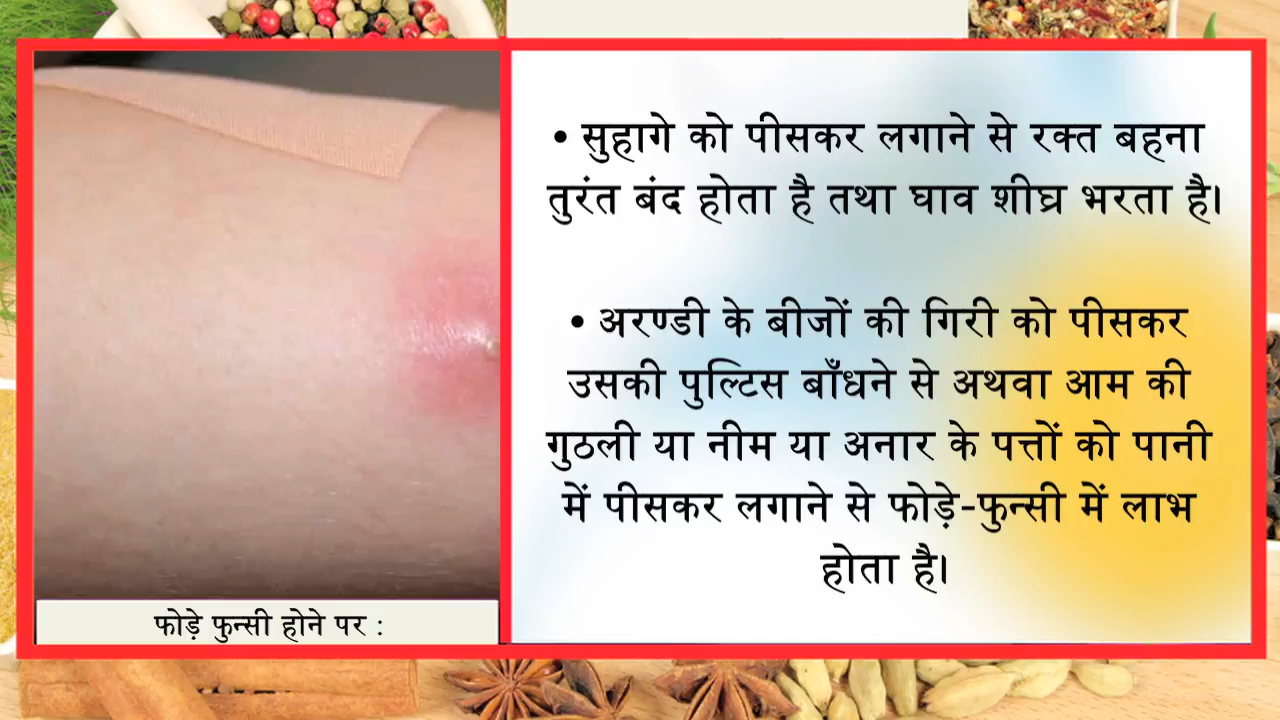 • सुहागे को पीसकर लगाने से रक्त बहना
तुरंत बंद होता है तथा घाव शीघ्र भरता है।
• अरण्डी के बीजों की गिरी को पीसकर
उसकी पुल्टिस बाँधने से अथवा आम की
गुठली या नीम या अनार के पत्तों को पानी
में पीसकर लगाने से फोड़े-फुन्सी में लाभ
होता है।
फोड़े फुन्सी होने पर :